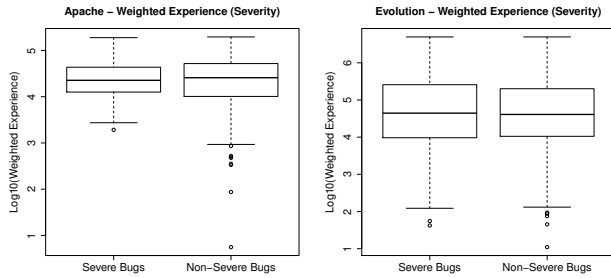 Apache – Weighted Experience (Severity)
Log10(Weighted Experience)
5
4
3
2
1
Severe Bugs
Non−Severe Bugs
Evolution – Weighted Experience (Severity)
Log10(Weighted Experience)
6
5
4
3
2
1
Severe Bugs
Non−Severe Bugs